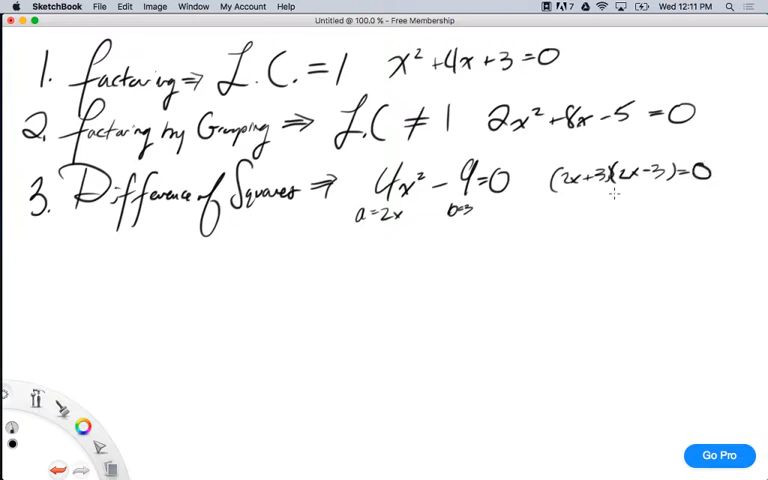 SketchBook File Edit Image Window My Account Help 7 Wed 12:11 PM
Untitled @ 100.0 % - Free Membership
1. factoring ⇒ L.C. = 1 x² + 4x + 3 = 0
2. factoring by Grouping ⇒ L.C ≠ 1 2x² + 8x - 5 = 0
3. Difference of Squares ⇒ 4x² - 9 = 0 (2x+3)(2x-3) = 0
a = 2x b=3
Go Pro